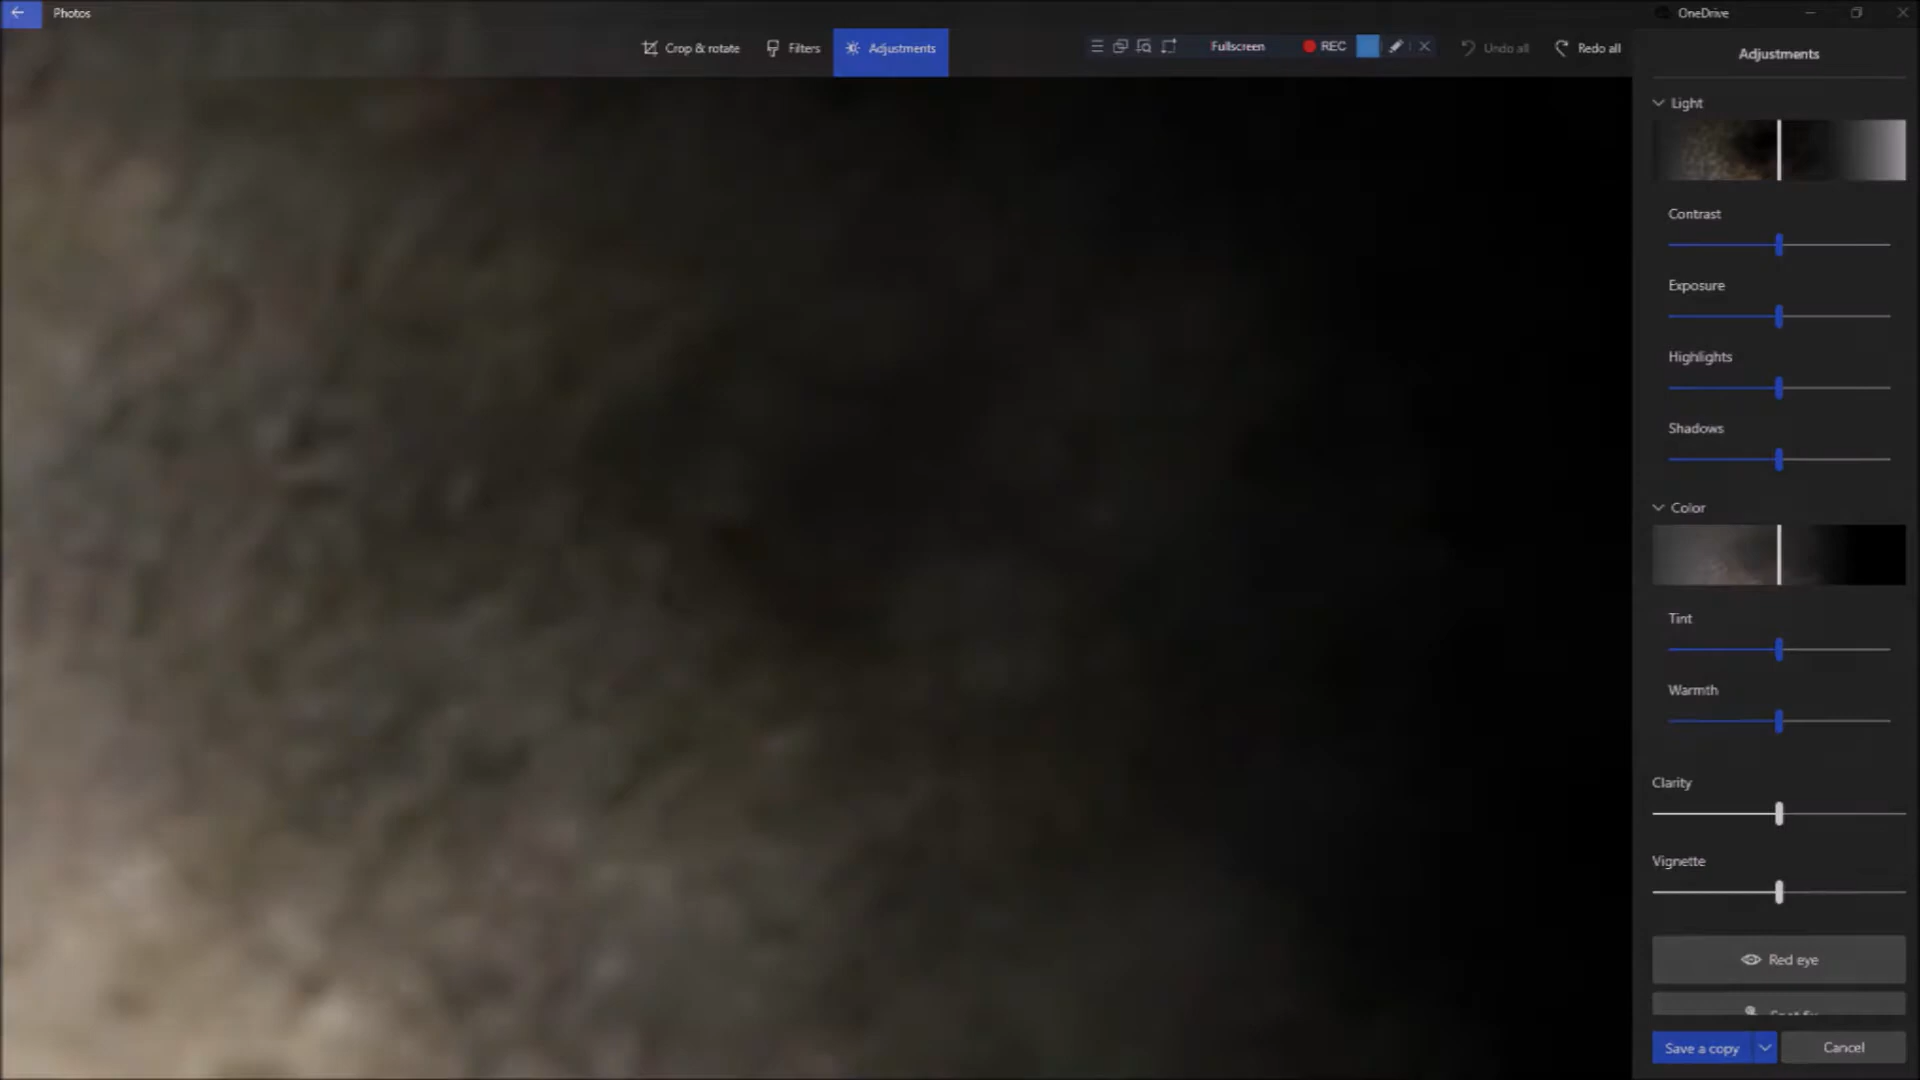 Photos
OneDrive
Crop & rotate
Filters
Adjustments
Fullscreen
REC
Undo all
Redo all
Adjustments
Light
Contrast
Exposure
Highlights
Shadows
Color
Tint
Warmth
Clarity
Vignette
Red eye
Save a copy
Cancel